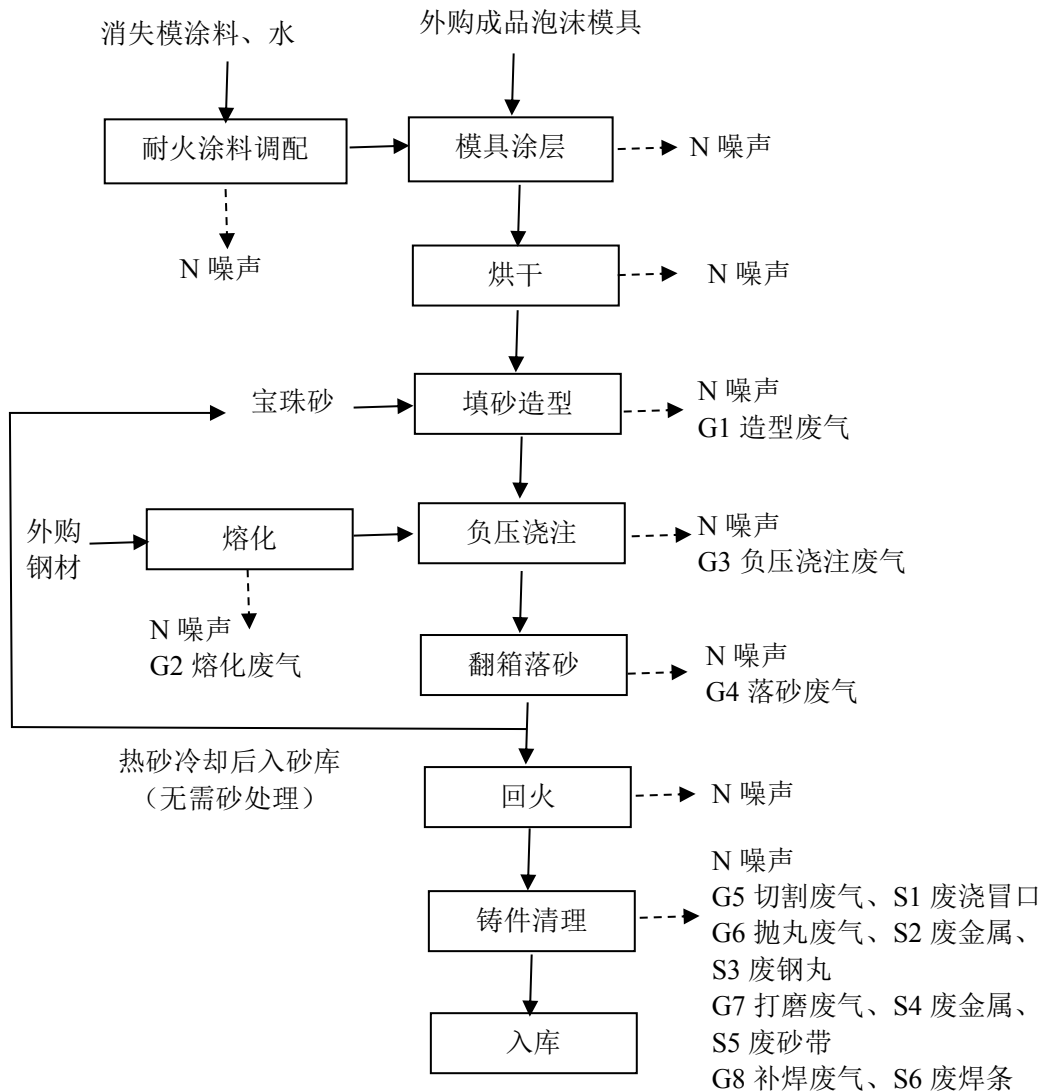 消失模涂料、水
外购成品泡沫模具
耐火涂料调配
模具涂层
N 噪声
N 噪声
烘干
N 噪声
宝珠砂
填砂造型
N 噪声
G1 造型废气
外购
钢材
熔化
负压浇注
N 噪声
G3 负压浇注废气
N 噪声
G2 熔化废气
翻箱落砂
N 噪声
G4 落砂废气
热砂冷却后入砂库
（无需砂处理）
回火
N 噪声
铸件清理
N 噪声
G5 切割废气、S1 废浇冒口
G6 抛丸废气、S2 废金属、
S3 废钢丸
G7 打磨废气、S4 废金属、
S5 废砂带
G8 补焊废气、S6 废焊条
入库